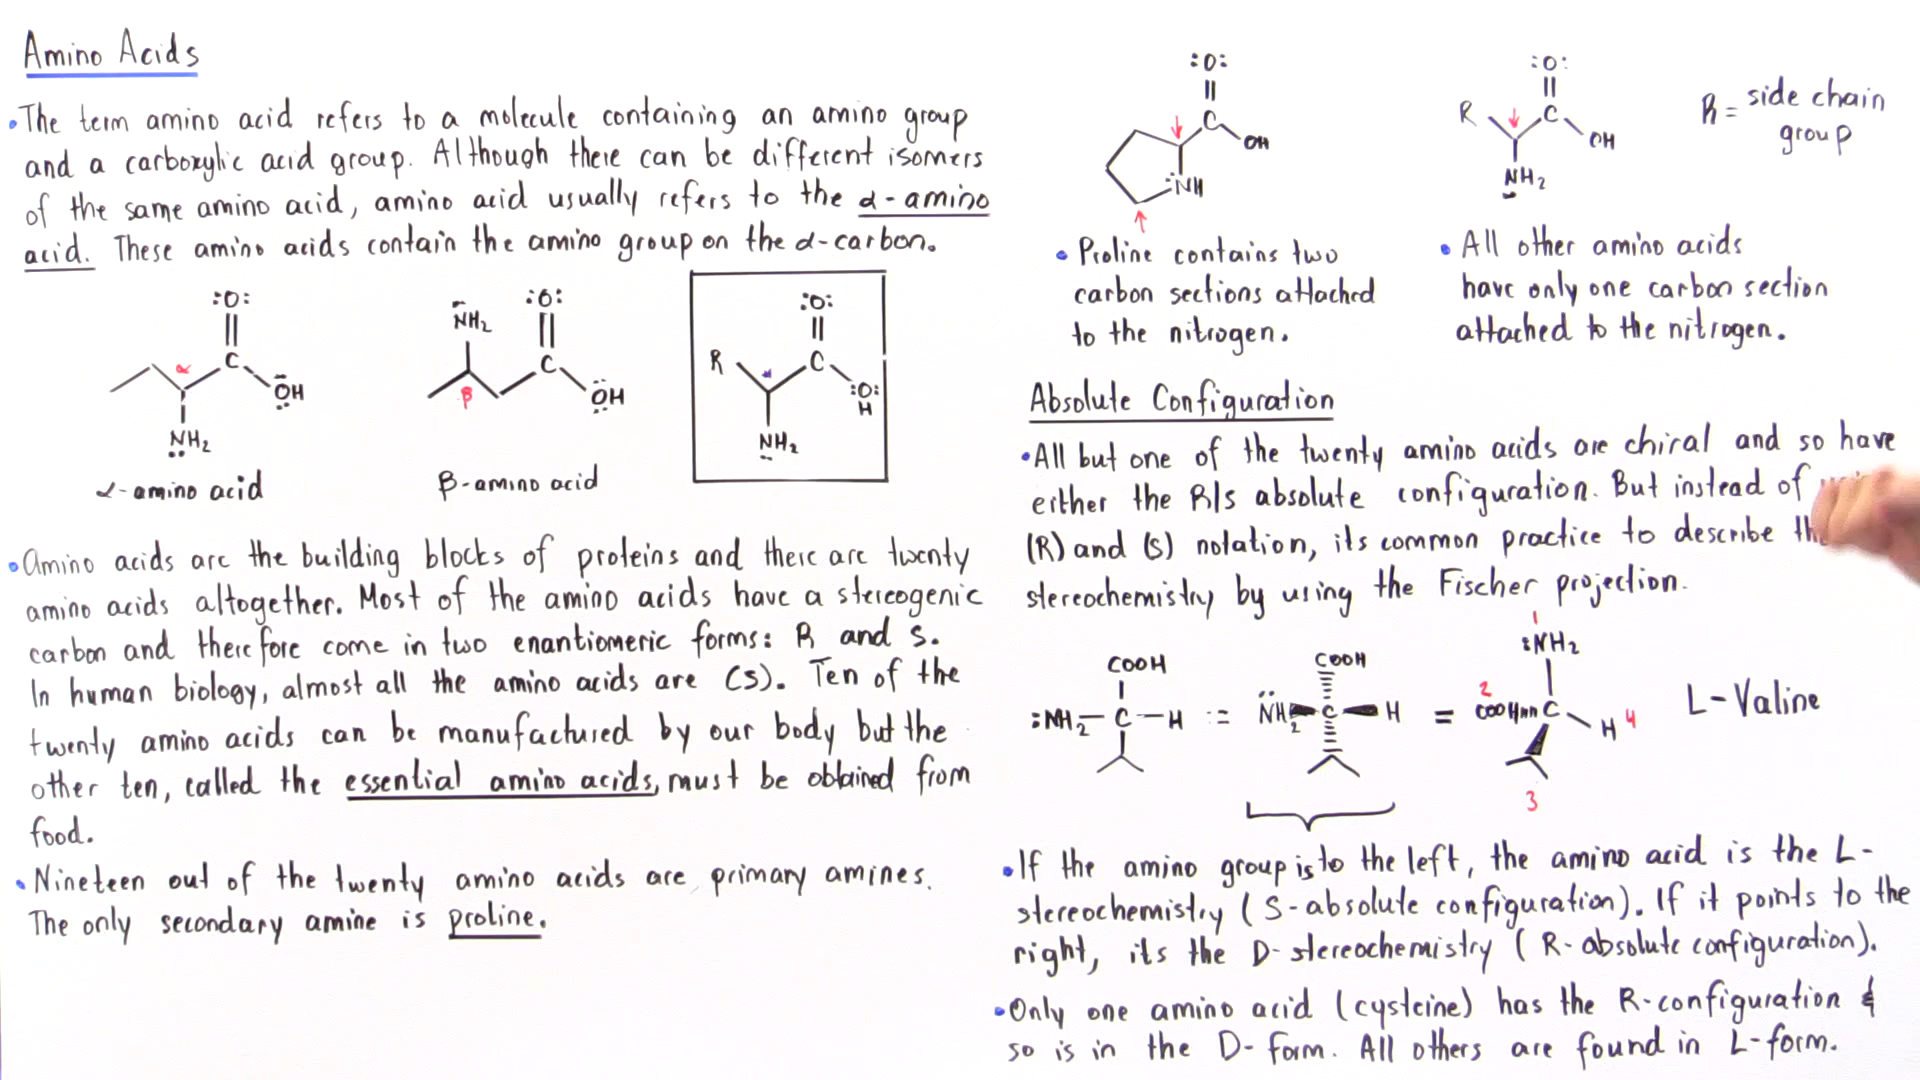 Amino Acids
• The term amino acid refers to a molecule containing an amino group
and a carboxylic acid group. Although there can be different isomers
of the same amino acid, amino acid usually refers to the α-amino
acid. These amino acids contain the amino group on the α-carbon.
:O:
C
α
OH
NH2
α-amino acid
NH2
:O:
C
β
OH
β-amino acid
:O:
R
C
:O:
H
NH2
• Amino acids are the building blocks of proteins and there are twenty
amino acids altogether. Most of the amino acids have a stereogenic
carbon and therefore come in two enantiomeric forms: R and S.
In human biology, almost all the amino acids are (S). Ten of the
twenty amino acids can be manufactured by our body but the
other ten, called the essential amino acids, must be obtained from
food.
• Nineteen out of the twenty amino acids are primary amines.
The only secondary amine is proline.
:O:
C
OH
:NH
• Proline contains two
carbon sections attached
to the nitrogen.
:O:
R
C
OH
NH2
R = side chain
group
• All other amino acids
have only one carbon section
attached to the nitrogen.
Absolute Configuration
• All but one of the twenty amino acids are chiral and so have
either the R/S absolute configuration. But instead of
(R) and (S) notation, its common practice to describe
stereochemistry by using the Fischer projection.
COOH
:NH2 — C — H =
COOH
NH2 C H =
1
:NH2
2
COOH C
H 4
3
L-Valine
• If the amino group is to the left, the amino acid is the L-
stereochemistry (S-absolute configuration). If it points to the
right, its the D-stereochemistry (R-absolute configuration).
• Only one amino acid (cysteine) has the R-configuration &
so is in the D-form. All others are found in L-form.